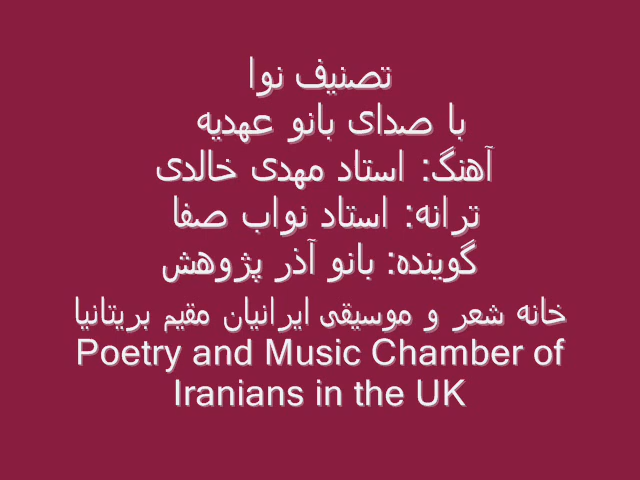 تصنیف نوا
با صدای بانو عهدیه
آهنگ: استاد مهدی خالدی
ترانه: استاد نواب صفا
گوینده: بانو آذر پژوهش
خانه شعر و موسیقی ایرانیان مقیم بریتانیا
Poetry and Music Chamber of
Iranians in the UK